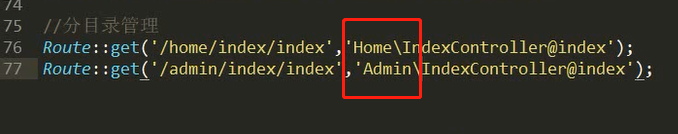 74
75 //分目录管理
76 Route::get('/home/index/index','Home\IndexController@index');
77 Route::get('/admin/index/index','Admin\IndexController@index');